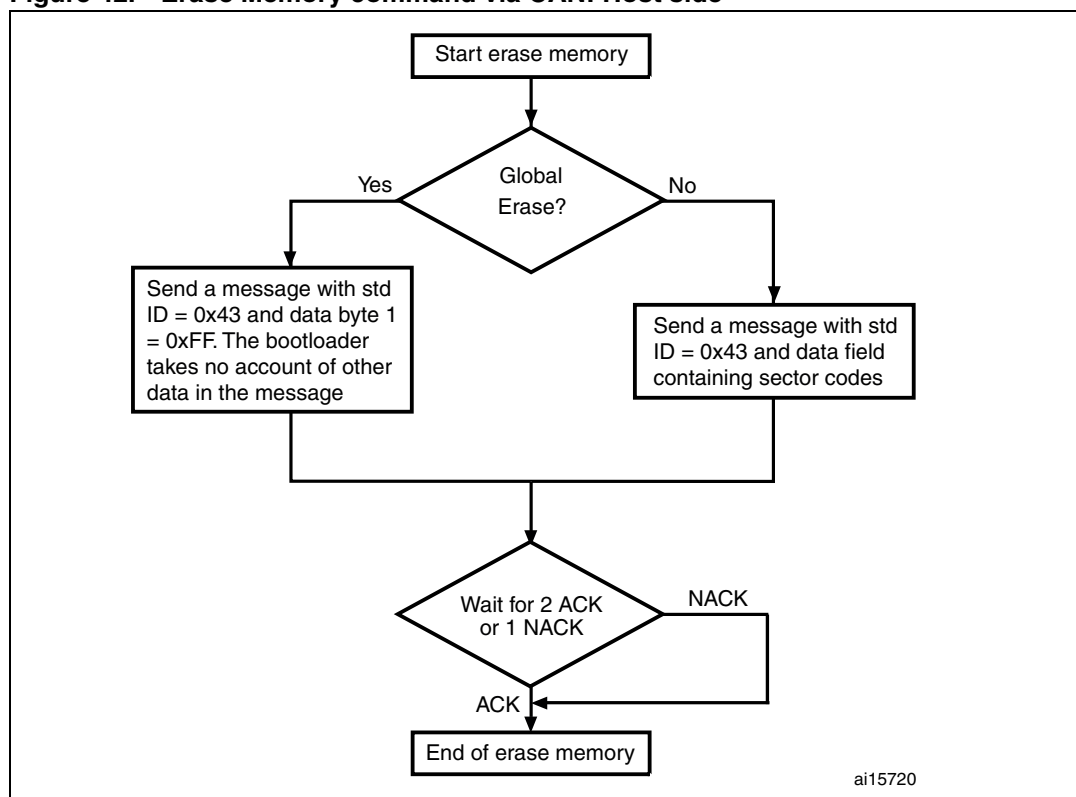 Figure 42. Erase Memory command via CAN: Host side
Start erase memory
Global
Erase?
Yes
No
Send a message with std
ID = 0x43 and data byte 1
= 0xFF. The bootloader
takes no account of other
data in the message
Send a message with std
ID = 0x43 and data field
containing sector codes
Wait for 2 ACK
or 1 NACK
NACK
ACK
End of erase memory
ai15720